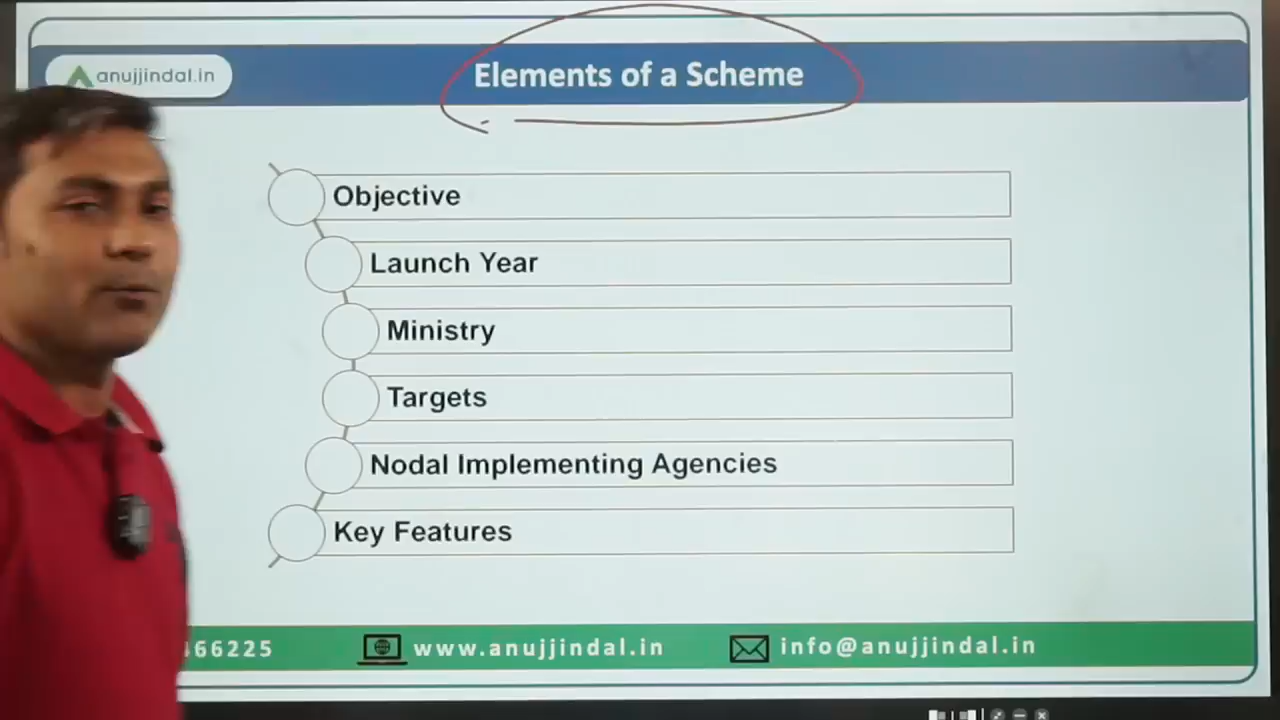 anujjindal.in
Elements of a Scheme
Objective
Launch Year
Ministry
Targets
Nodal Implementing Agencies
Key Features
66225
www.anujjindal.in
info@anujjindal.in